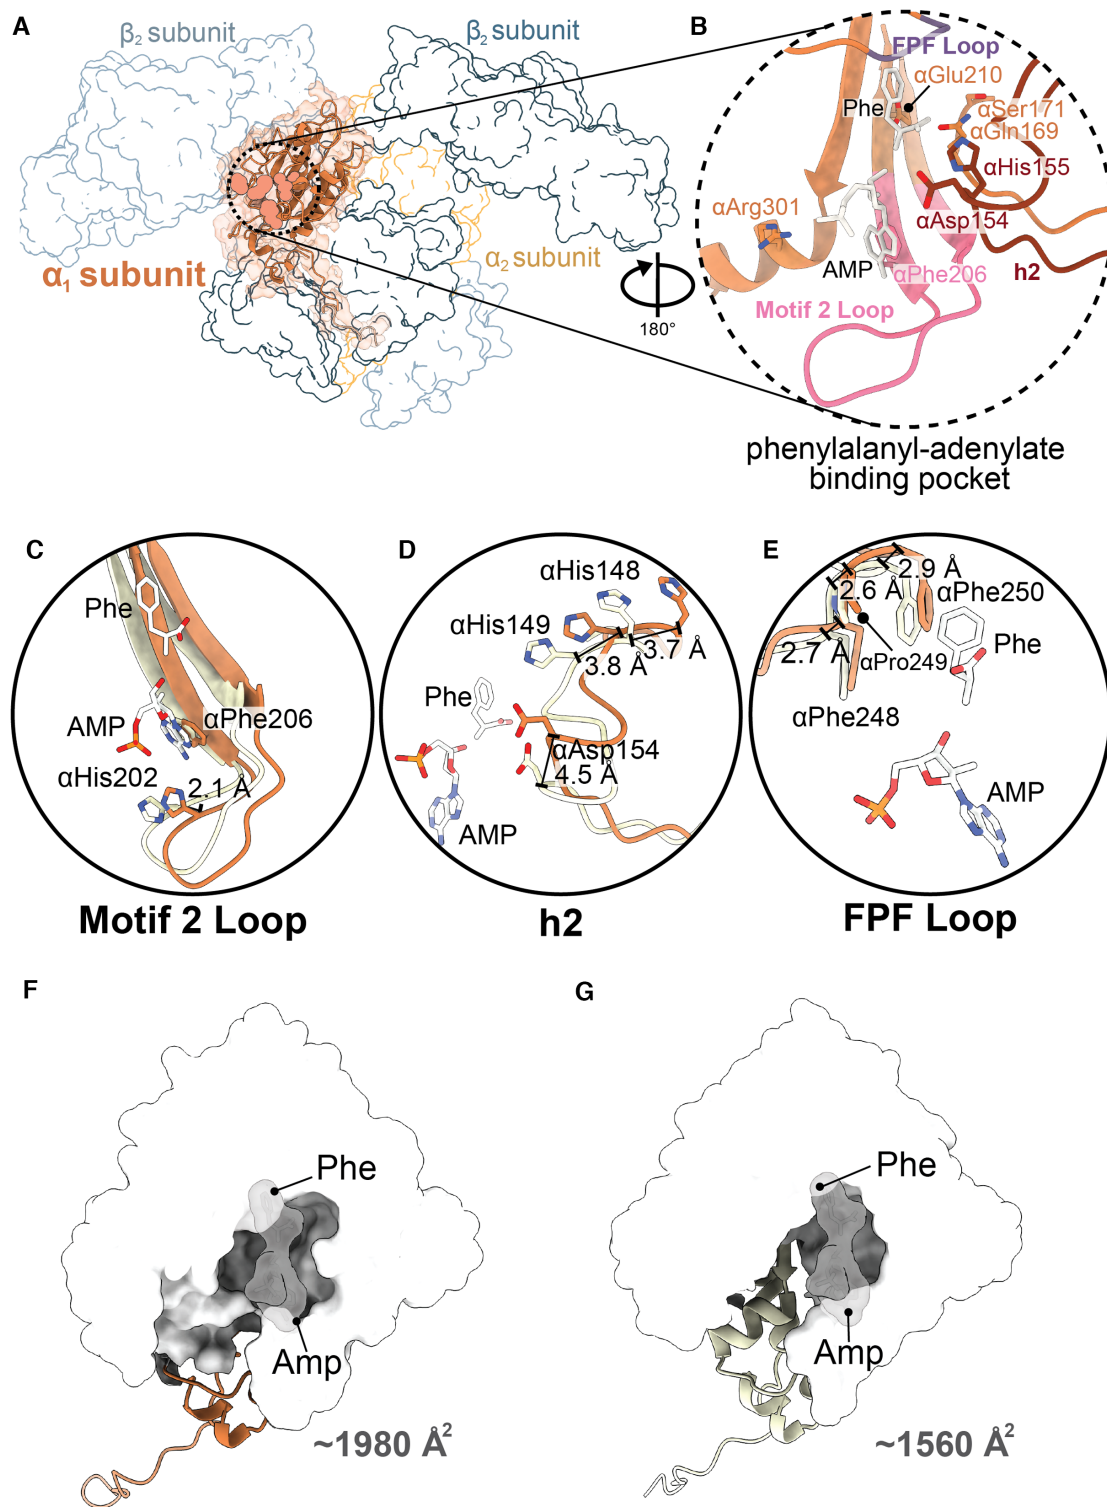 A
β2 subunit
β2 subunit
α1 subunit
α2 subunit
180°
B
FPF Loop
αGlu210
Phe
αSer171
αGln169
αHis155
αArg301
αAsp154
AMP
αPhe206
h2
Motif 2 Loop
phenylalanyl-adenylate
binding pocket
C
Phe
AMP
αPhe206
αHis202
2.1 Å
Motif 2 Loop
D
αHis148
αHis149
3.7 Å
3.8 Å
Phe
αAsp154
4.5 Å
AMP
h2
E
2.9 Å
2.6 Å
αPhe250
Phe
2.7 Å
αPro249
αPhe248
AMP
FPF Loop
F
Phe
Amp
~1980 Å2
G
Phe
Amp
~1560 Å2